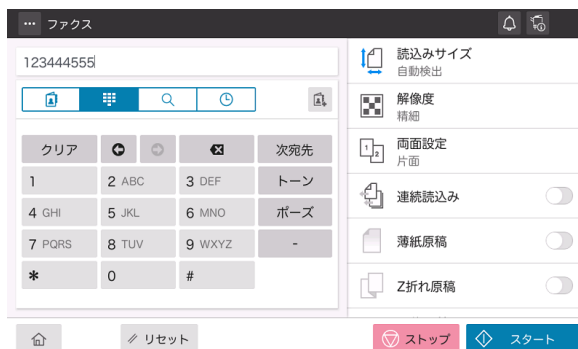 ファクス
123444555
クリア
次宛先
1
2 ABC
3 DEF
トーン
4 GHI
5 JKL
6 MNO
ポーズ
7 PQRS
8 TUV
9 WXYZ
-
*
0
#
読込みサイズ
自動検出
解像度
精細
1 2
両面設定
片面
連続読込み
薄紙原稿
Z折れ原稿
リセット
ストップ
スタート